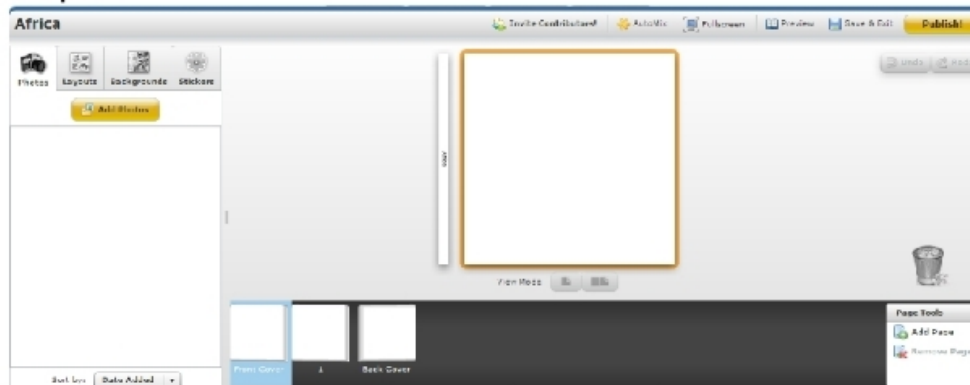 Africa
Invite Contributors!
AutoMix
Fullscreen
Preview
Save & Exit
Publish!
Photos
Layouts
Backgrounds
Stickers
Undo
Add Photos
View Mode
Page Tools
Add Page
Remove Page
Front Cover
1
Back Cover
Sort by:
Date Added